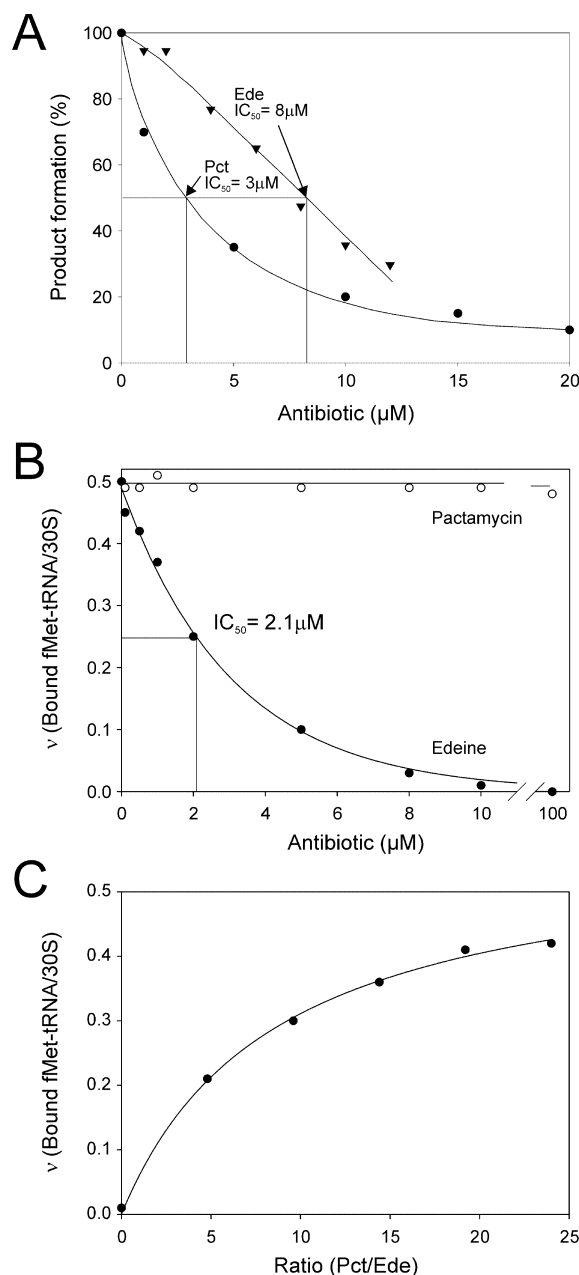 A
Product formation (%)
100
80
60
40
20
0
Ede
IC50= 8μM
Pct
IC50= 3μM
0 5 10 15 20
Antibiotic (μM)
B
ν (Bound fMet-tRNA/30S)
0.5
0.4
0.3
0.2
0.1
0.0
Pactamycin
IC50= 2.1μM
Edeine
0 2 4 6 8 10 100
Antibiotic (μM)
C
ν (Bound fMet-tRNA/30S)
0.5
0.4
0.3
0.2
0.1
0.0
0 5 10 15 20 25
Ratio (Pct/Ede)